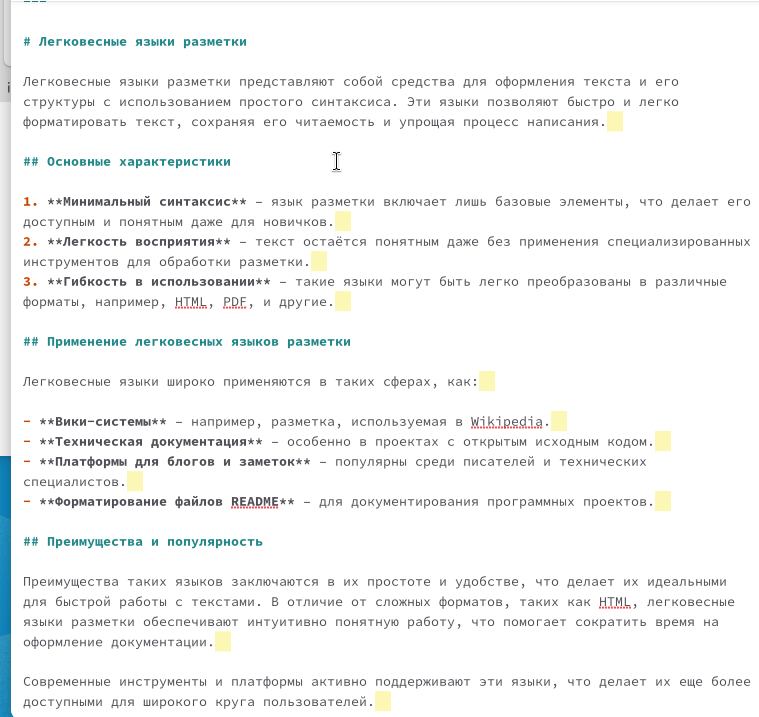 # Легковесные языки разметки
Легковесные языки разметки представляют собой средства для оформления текста и его
структуры с использованием простого синтаксиса. Эти языки позволяют быстро и легко
форматировать текст, сохраняя его читаемость и упрощая процесс написания.
## Основные характеристики
1. **Минимальный синтаксис** – язык разметки включает лишь базовые элементы, что делает его
доступным и понятным даже для новичков.
2. **Легкость восприятия** – текст остаётся понятным даже без применения специализированных
инструментов для обработки разметки.
3. **Гибкость в использовании** – такие языки могут быть легко преобразованы в различные
форматы, например, HTML, PDF, и другие.
## Применение легковесных языков разметки
Легковесные языки широко применяются в таких сферах, как:
- **Вики-системы** – например, разметка, используемая в Wikipedia.
- **Техническая документация** – особенно в проектах с открытым исходным кодом.
- **Платформы для блогов и заметок** – популярны среди писателей и технических
специалистов.
- **Форматирование файлов README** – для документирования программных проектов.
## Преимущества и популярность
Преимущества таких языков заключаются в их простоте и удобстве, что делает их идеальными
для быстрой работы с текстами. В отличие от сложных форматов, таких как HTML, легковесные
языки разметки обеспечивают интуитивно понятную работу, что помогает сократить время на
оформление документации.
Современные инструменты и платформы активно поддерживают эти языки, что делает их еще более
доступными для широкого круга пользователей.